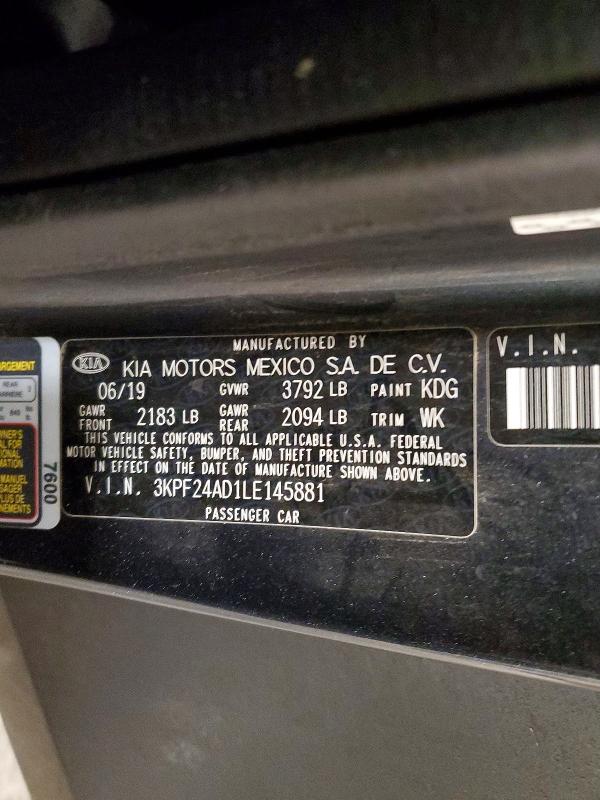 MANUFACTURED BY
KIA KIA MOTORS MEXICO S.A. DE C.V.
06/19 GVWR 3792 LB PAINT KDG
GAWR FRONT 2183 LB GAWR REAR 2094 LB TRIM WK
THIS VEHICLE CONFORMS TO ALL APPLICABLE U.S.A. FEDERAL
MOTOR VEHICLE SAFETY, BUMPER, AND THEFT PREVENTION STANDARDS
IN EFFECT ON THE DATE OF MANUFACTURE SHOWN ABOVE.
V.I.N. 3KPF24AD1LE145881
PASSENGER CAR
V.I.N.
7600
REAR